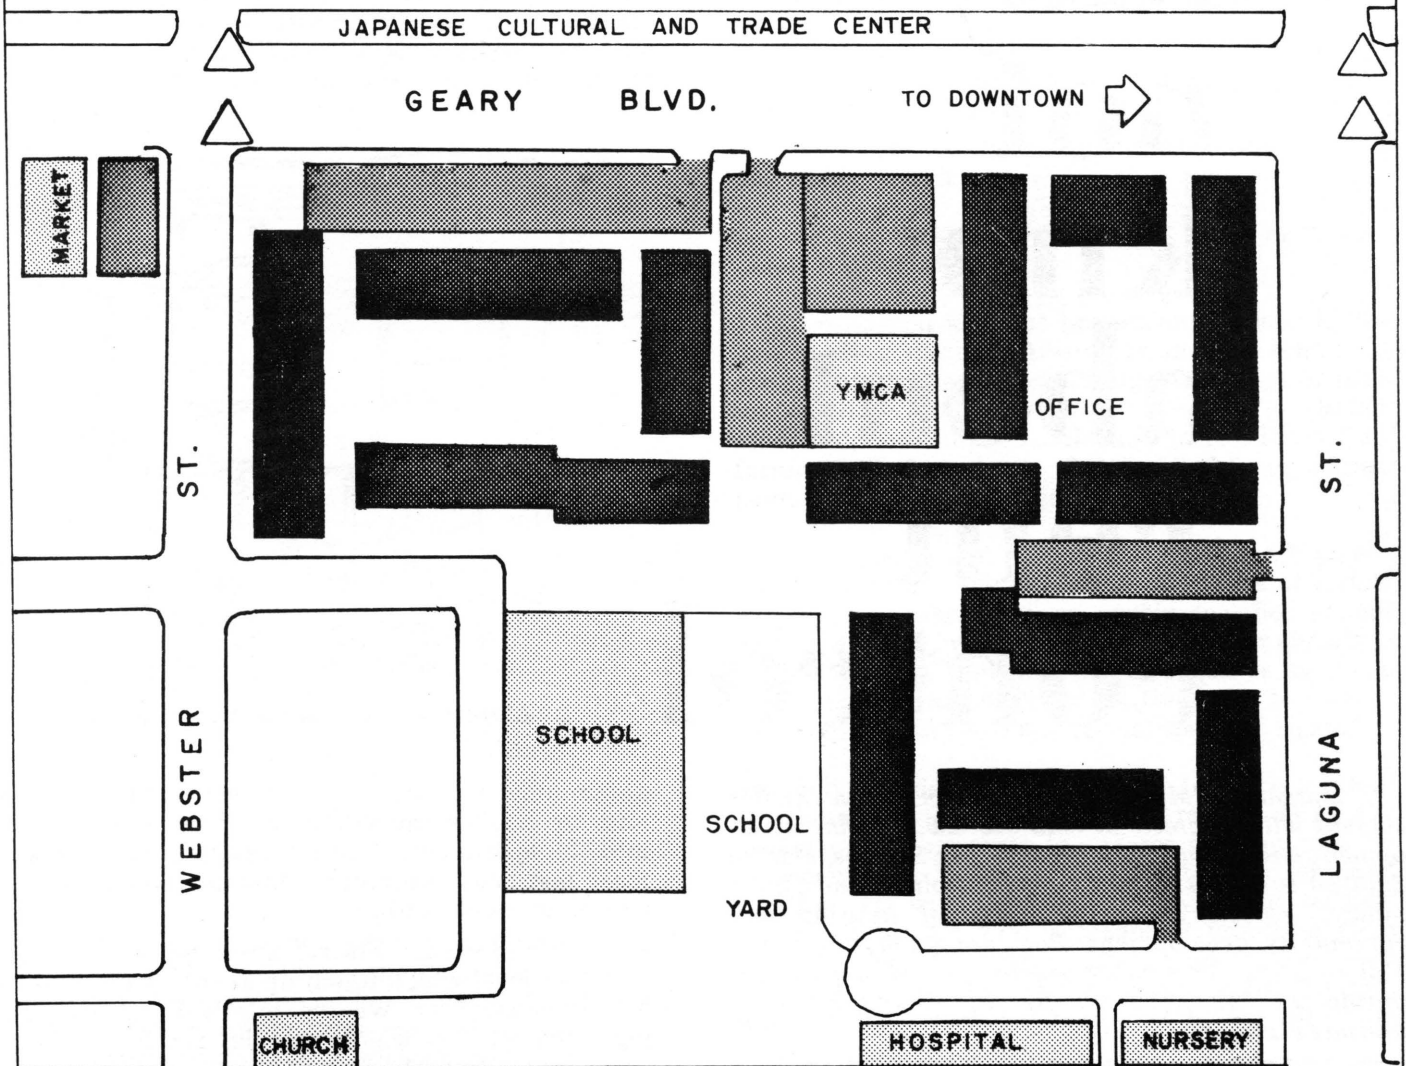 JAPANESE CULTURAL AND TRADE CENTER
GEARY BLVD.
TO DOWNTOWN
MARKET
YMCA
OFFICE
WEBSTER ST.
LAGUNA ST.
SCHOOL
SCHOOL
YARD
CHURCH
HOSPITAL
NURSERY